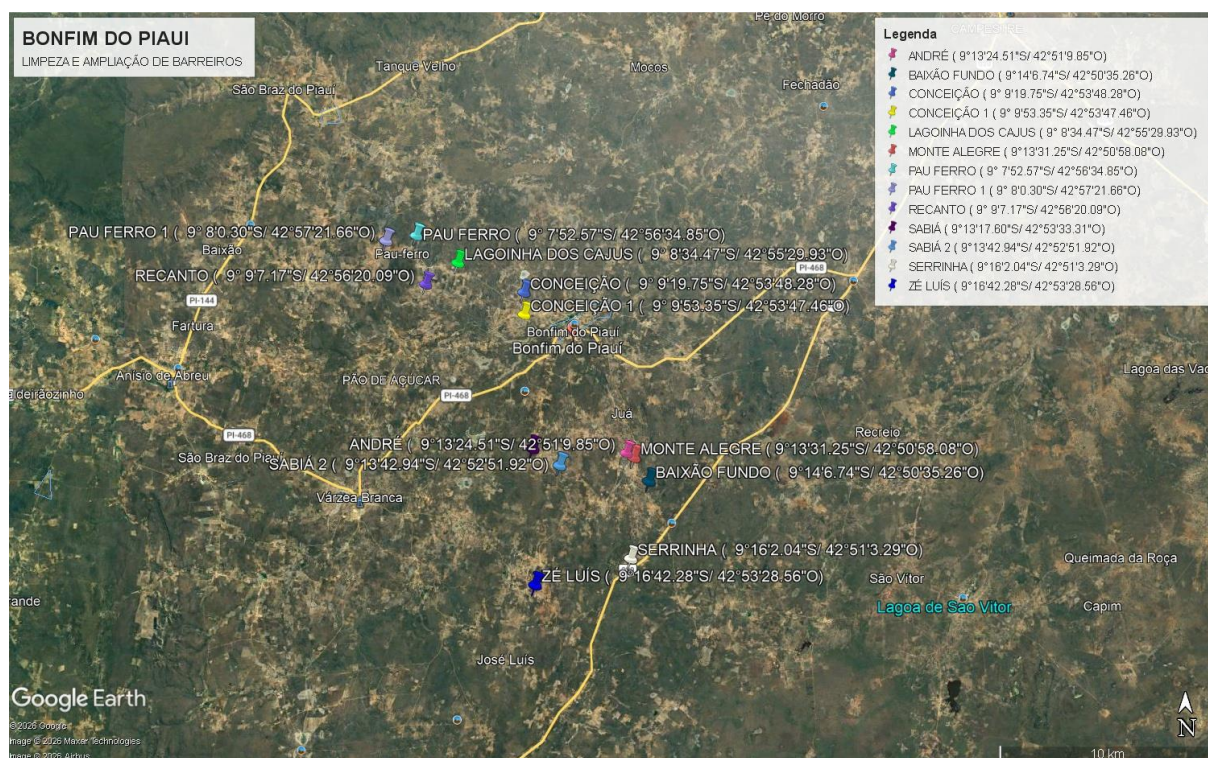 BONFIM DO PIAUI
LIMPEZA E AMPLIAÇÃO DE BARREIROS
Legenda
ANDRÉ ( 9°13'24.51"S/ 42°51'9.85"O)
BAIXÃO FUNDO ( 9°14'6.74"S/ 42°50'35.26"O)
CONCEIÇÃO ( 9° 9'19.75"S/ 42°53'48.28"O)
CONCEIÇÃO 1 ( 9° 9'53.35"S/ 42°53'47.46"O)
LAGOINHA DOS CAJUS ( 9° 8'34.47"S/ 42°55'29.93"O)
MONTE ALEGRE ( 9°13'31.25"S/ 42°50'58.08"O)
PAU FERRO ( 9° 7'52.57"S/ 42°56'34.85"O)
PAU FERRO 1 ( 9° 8'0.30"S/ 42°57'21.66"O)
RECANTO ( 9° 9'7.17"S/ 42°56'20.09"O)
SABIÁ ( 9°13'17.60"S/ 42°53'33.31"O)
SABIÁ 2 ( 9°13'42.94"S/ 42°52'51.92"O)
SERRINHA ( 9°16'2.04"S/ 42°51'3.29"O)
ZÉ LUÍS ( 9°16'42.28"S/ 42°53'28.56"O)
Pé do Morro
Tanque Velho
Mocos
São Braz do Piauí
Fechadão
PAU FERRO 1 ( 9° 8'0.30"S/ 42°57'21.66"O)
PAU FERRO ( 9° 7'52.57"S/ 42°56'34.85"O)
Baixão
Pau-ferro
LAGOINHA DOS CAJUS ( 9° 8'34.47"S/ 42°55'29.93"O)
PI-468
RECANTO ( 9° 9'7.17"S/ 42°56'20.09"O)
CONCEIÇÃO ( 9° 9'19.75"S/ 42°53'48.28"O)
PI-144
CONCEIÇÃO 1 ( 9° 9'53.35"S/ 42°53'47.46"O)
Fartura
Bonfim do Piauí
Bonfim do Piauí
Anísio de Abreu
PÃO DE AÇUCAR
Lagoa das Vac
aldeirãozinho
PI-468
Juá
PI-468
Recreio
ANDRÉ ( 9°13'24.51"S/ 42°51'9.85"O)
MONTE ALEGRE ( 9°13'31.25"S/ 42°50'58.08"O)
São Braz do Piauí
SABIÁ 2 ( 9°13'42.94"S/ 42°52'51.92"O)
BAIXÃO FUNDO ( 9°14'6.74"S/ 42°50'35.26"O)
Várzea Branca
SERRINHA ( 9°16'2.04"S/ 42°51'3.29"O)
Queimada da Roça
ZÉ LUÍS ( 9°16'42.28"S/ 42°53'28.56"O)
São Vitor
rande
Lagoa de Sao Vitor
Capim
José Luís
Google Earth
© 2026 Google
Image © 2026 Maxar Technologies
Image © 2026 Airbus
N
10 km